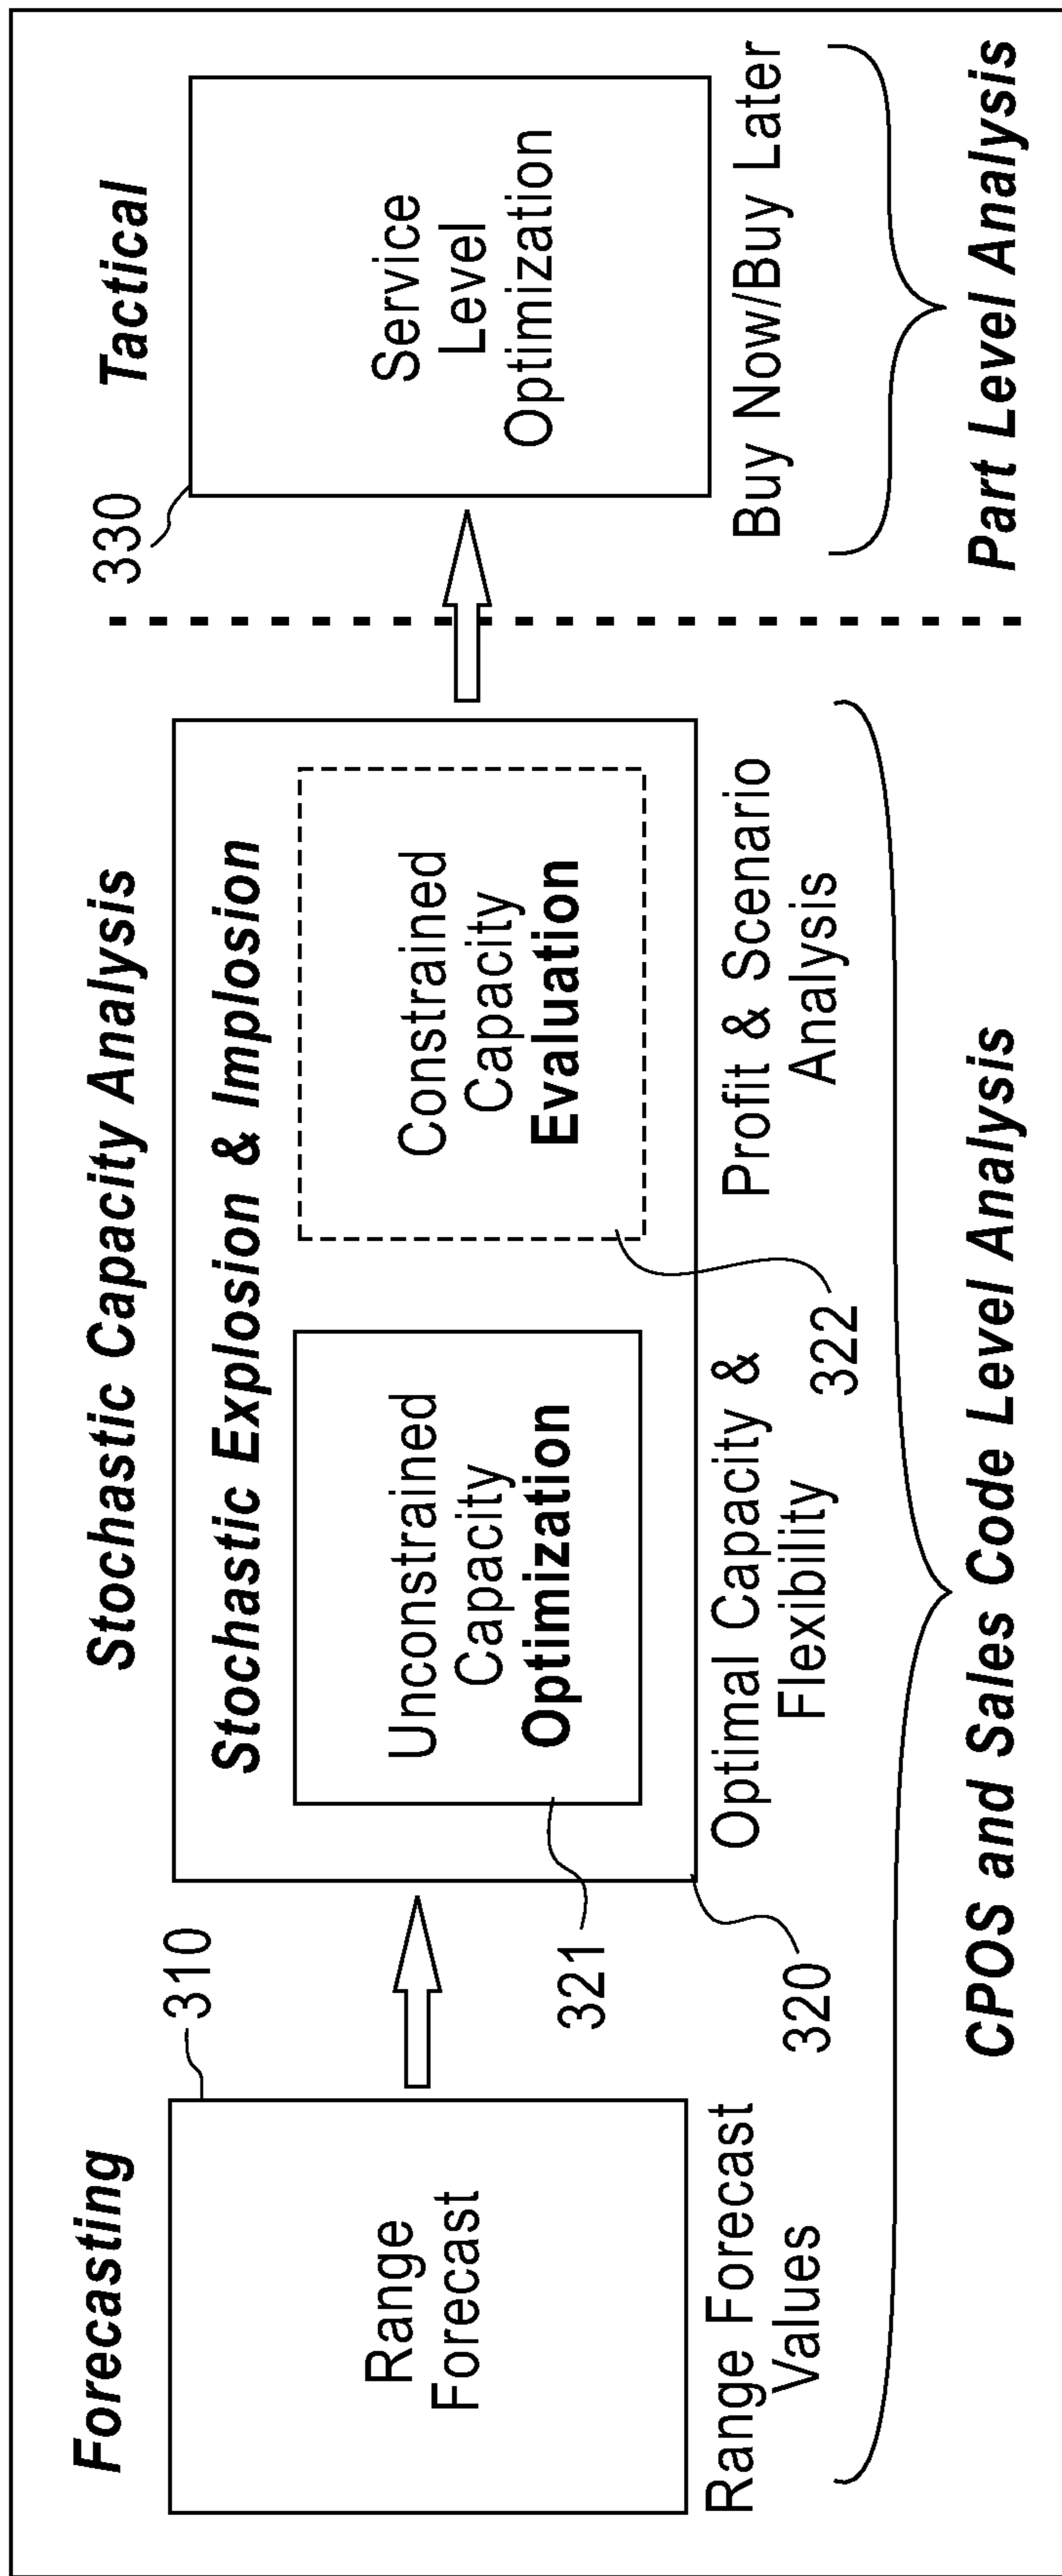 Forecasting
310
Range
Forecast
Range Forecast
Values
Stochastic Capacity Analysis
Stochastic Explosion & Implosion
Unconstrained
Capacity
Optimization
321
320
Optimal Capacity &
Flexibility
Constrained
Capacity
Evaluation
322
Profit & Scenario
Analysis
CPOS and Sales Code Level Analysis
Tactical
330
Service
Level
Optimization
Buy Now/Buy Later
Part Level Analysis